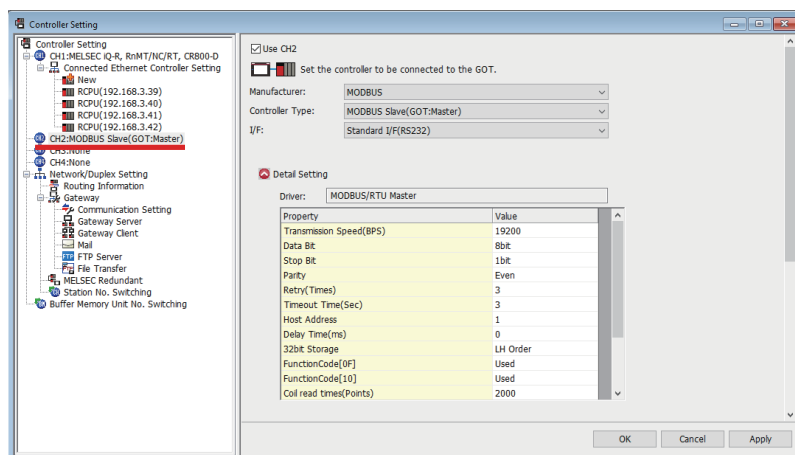 Controller Setting
Controller Setting
CH1:MELSEC iQ-R, RnMT/NC/RT, CR800-D
Connected Ethernet Controller Setting
New
RCPU(192.168.3.39)
RCPU(192.168.3.40)
RCPU(192.168.3.41)
RCPU(192.168.3.42)
CH2:MODBUS Slave(GOT:Master)
CH3:None
CH4:None
Network/Duplex Setting
Routing Information
Gateway
Communication Setting
Gateway Server
Gateway Client
Mail
FTP Server
File Transfer
MELSEC Redundant
Station No. Switching
Buffer Memory Unit No. Switching
Use CH2
Set the controller to be connected to the GOT.
Manufacturer: MODBUS
Controller Type: MODBUS Slave(GOT:Master)
I/F: Standard I/F(RS232)
Detail Setting
Driver: MODBUS/RTU Master
Property Value
Transmission Speed(BPS) 19200
Data Bit 8bit
Stop Bit 1bit
Parity Even
Retry(Times) 3
Timeout Time(Sec) 3
Host Address 1
Delay Time(ms) 0
32bit Storage LH Order
FunctionCode[0F] Used
FunctionCode[10] Used
Coil read times(Points) 2000
OK Cancel Apply